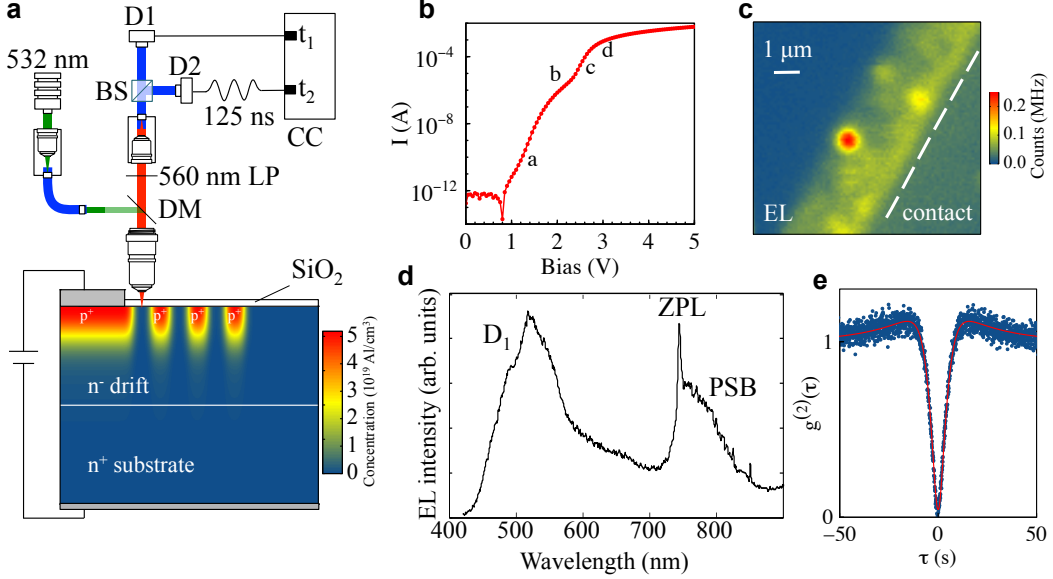 a
532 nm
D1
D2
BS
t1
t2
125 ns
CC
560 nm LP
DM
SiO2
p+
p+
p+
p+
n- drift
n+ substrate
5
4
3
2
1
0
Concentration (10^19 Al/cm^3)
b
I (A)
10^−4
10^−8
10^−12
a
b
c
d
0
1
2
3
4
5
Bias (V)
c
1 μm
EL
contact
0.2
0.1
0.0
Counts (MHz)
d
EL intensity (arb. units)
D1
ZPL
PSB
400
500
600
700
800
Wavelength (nm)
e
g^(2)(τ)
1
0
−50
0
50
τ (s)